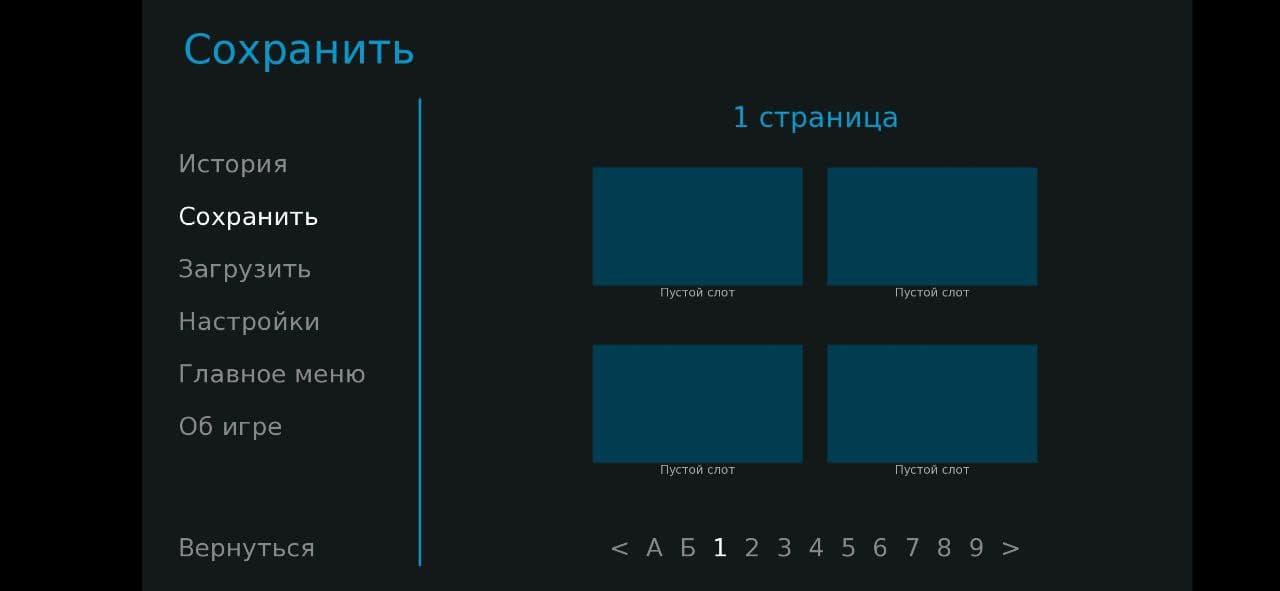 Сохранить
История
Сохранить
Загрузить
Настройки
Главное меню
Об игре
Вернуться
1 страница
Пустой слот
Пустой слот
Пустой слот
Пустой слот
< А Б 1 2 3 4 5 6 7 8 9 >